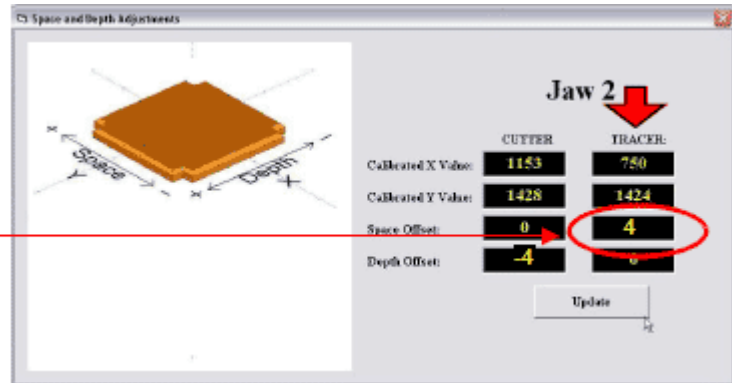 Space and Depth Adjustments
Jaw 2
CUTTER TRACER:
Calibrated X Value: 1153 750
Calibrated Y Value: 1428 1424
Space Offset: 0 4
Depth Offset: -4 0
Update
x Space -
Y
x Depth -
X